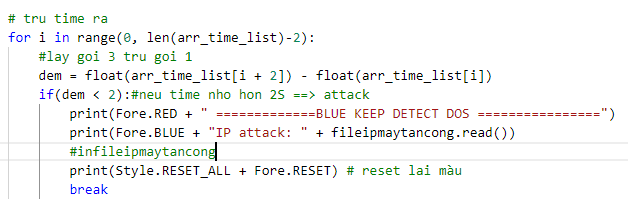 # tru time ra
for i in range(0, len(arr_time_list)-2):
#lay goi 3 tru goi 1
dem = float(arr_time_list[i + 2]) - float(arr_time_list[i])
if(dem < 2):#neu time nho hon 2S ==> attack
print(Fore.RED + " =============BLUE KEEP DETECT DOS ================")
print(Fore.BLUE + "IP attack: " + fileipmaytancong.read())
#infileipmaytancong
print(Style.RESET_ALL + Fore.RESET) # reset lai màu
break